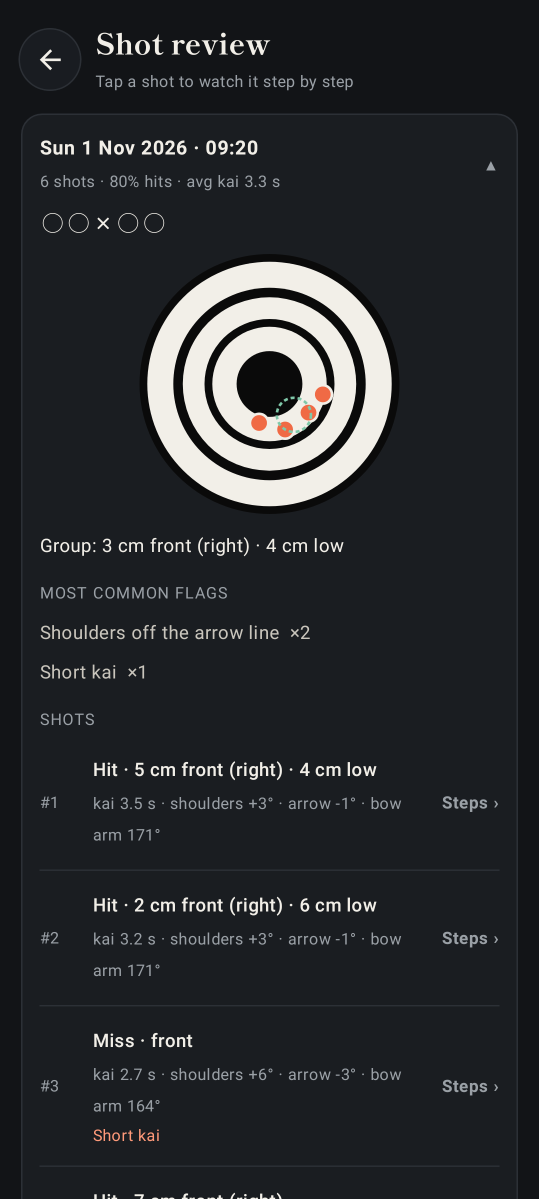 Shot review
Tap a shot to watch it step by step
Sun 1 Nov 2026 · 09:20
6 shots · 80% hits · avg kai 3.3 s
▲
◯◯×◯◯
Group: 3 cm front (right) · 4 cm low
MOST COMMON FLAGS
Shoulders off the arrow line ×2
Short kai ×1
SHOTS
Hit · 5 cm front (right) · 4 cm low
#1
kai 3.5 s · shoulders +3° · arrow -1° · bow
arm 171°
Steps ›
Hit · 2 cm front (right) · 6 cm low
#2
kai 3.2 s · shoulders +3° · arrow -1° · bow
arm 171°
Steps ›
Miss · front
#3
kai 2.7 s · shoulders +6° · arrow -3° · bow
arm 164°
Steps ›
Short kai
Hit · 7 cm front (right)